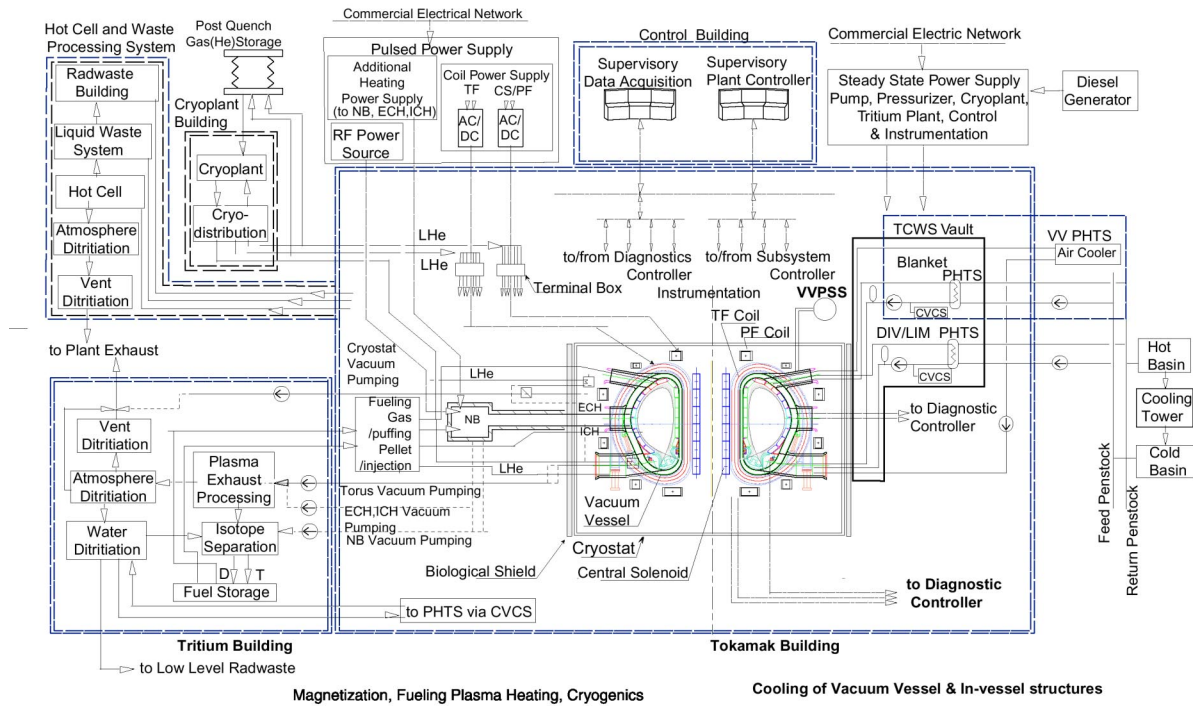 Commercial Electrical Network
Post Quench
Gas(He)Storage
Hot Cell and Waste
Processing System
Radwaste
Building
Liquid Waste
System
Hot Cell
Atmosphere
Ditritiation
Vent
Ditritiation
to Plant Exhaust
Cryoplant
Building
Cryoplant
Cryo-
distribution
Pulsed Power Supply
Additional
Heating
Power Supply
(to NB, ECH,ICH)
RF Power
Source
Coil Power Supply
TF CS/PF
AC/
DC
AC/
DC
Control Building
Supervisory
Data Acquisition
Supervisory
Plant Controller
Commercial Electric Network
Steady State Power Supply
Pump, Pressurizer, Cryoplant,
Tritium Plant, Control
& Instrumentation
Diesel
Generator
LHe
LHe
Terminal Box
to/from Diagnostics
Controller
to/from Subsystem
Controller
Instrumentation
VVPSS
TF Coil
PF Coil
TCWS Vault
Blanket
PHTS
CVCS
DIV/LIM PHTS
CVCS
VV PHTS
Air Cooler
Hot
Basin
Cooling
Tower
Cold
Basin
Feed Penstock
Return Penstock
to Diagnostic
Controller
Cryostat
Vacuum
Pumping
LHe
Fueling
Gas
/puffing
Pellet
/injection
NB
ECH
ICH
LHe
Torus Vacuum Pumping
ECH,ICH Vacuum
Pumping
NB Vacuum Pumping
Vacuum
Vessel
Cryostat
Biological Shield
Central Solenoid
to Diagnostic
Controller
Vent
Ditritiation
Atmosphere
Ditritiation
Water
Ditritiation
Plasma
Exhaust
Processing
Isotope
Separation
D T
Fuel Storage
to PHTS via CVCS
Tritium Building
Tokamak Building
to Low Level Radwaste
Magnetization, Fueling Plasma Heating, Cryogenics
Cooling of Vacuum Vessel & In-vessel structures